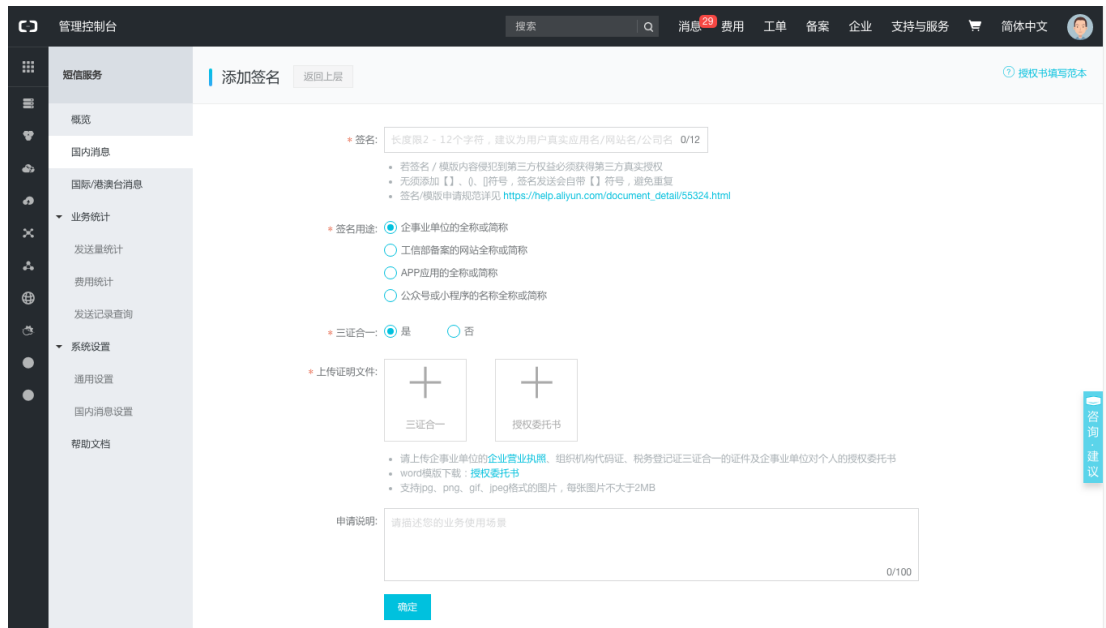 管理控制台
搜索
消息 29 费用 工单 备案 企业 支持与服务 简体中文
短信服务
概览
国内消息
国际/港澳台消息
业务统计
发送量统计
费用统计
发送记录查询
系统设置
通用设置
国内消息设置
帮助文档
添加签名 返回上层
授权书填写范本
* 签名: 长度限2 - 12个字符，建议为用户真实应用名/网站名/公司名 0/12
若签名 / 模版内容侵犯到第三方权益必须获得第三方真实授权
无须添加【】、()、[]符号，签名发送会自带【】符号，避免重复
签名/模版申请规范详见 https://help.aliyun.com/document_detail/55324.html
* 签名用途: 企事业单位的全称或简称
工信部备案的网站全称或简称
APP应用的全称或简称
公众号或小程序的名称全称或简称
* 三证合一: 是 否
* 上传证明文件:
三证合一 授权委托书
请上传企事业单位的企业营业执照、组织机构代码证、税务登记证三证合一的证件及企事业单位对个人的授权委托书
word模版下载：授权委托书
支持jpg、png、gif、jpeg格式的图片，每张图片不大于2MB
申请说明: 请描述您的业务使用场景
0/100
确定
咨询·建议